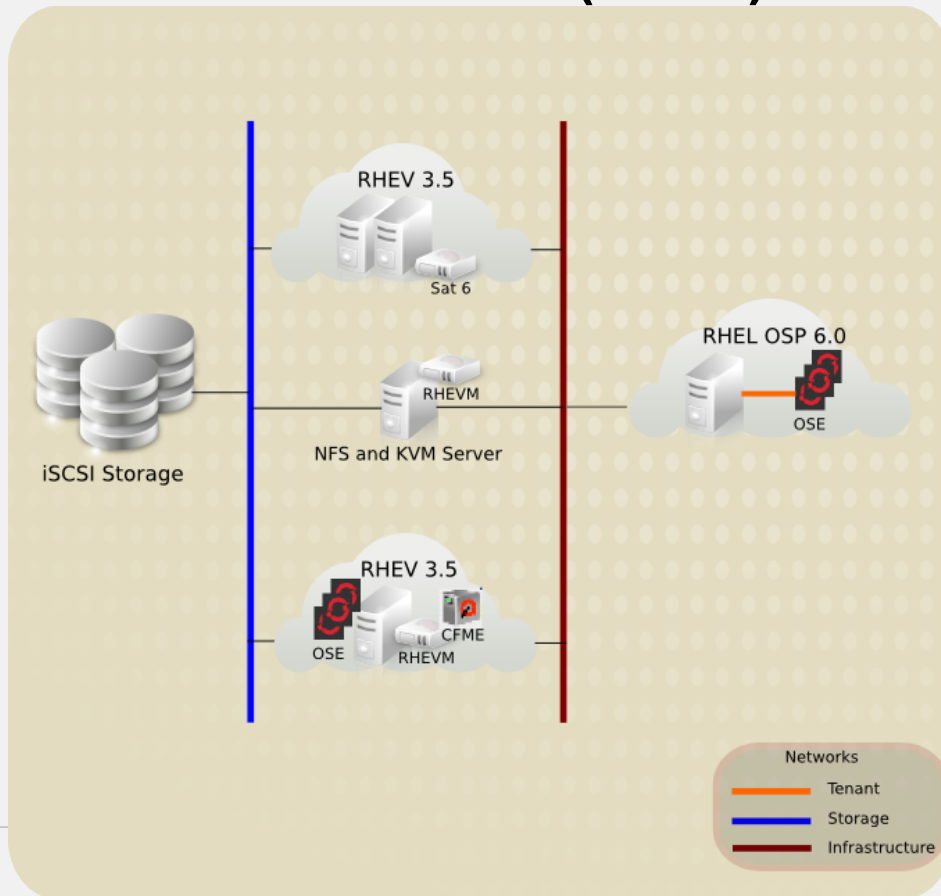 RHEV 3.5
Sat 6
RHEL OSP 6.0
OSE
RHEVM
NFS and KVM Server
iSCSI Storage
RHEV 3.5
OSE
RHEVM
CFME
Networks
Tenant
Storage
Infrastructure